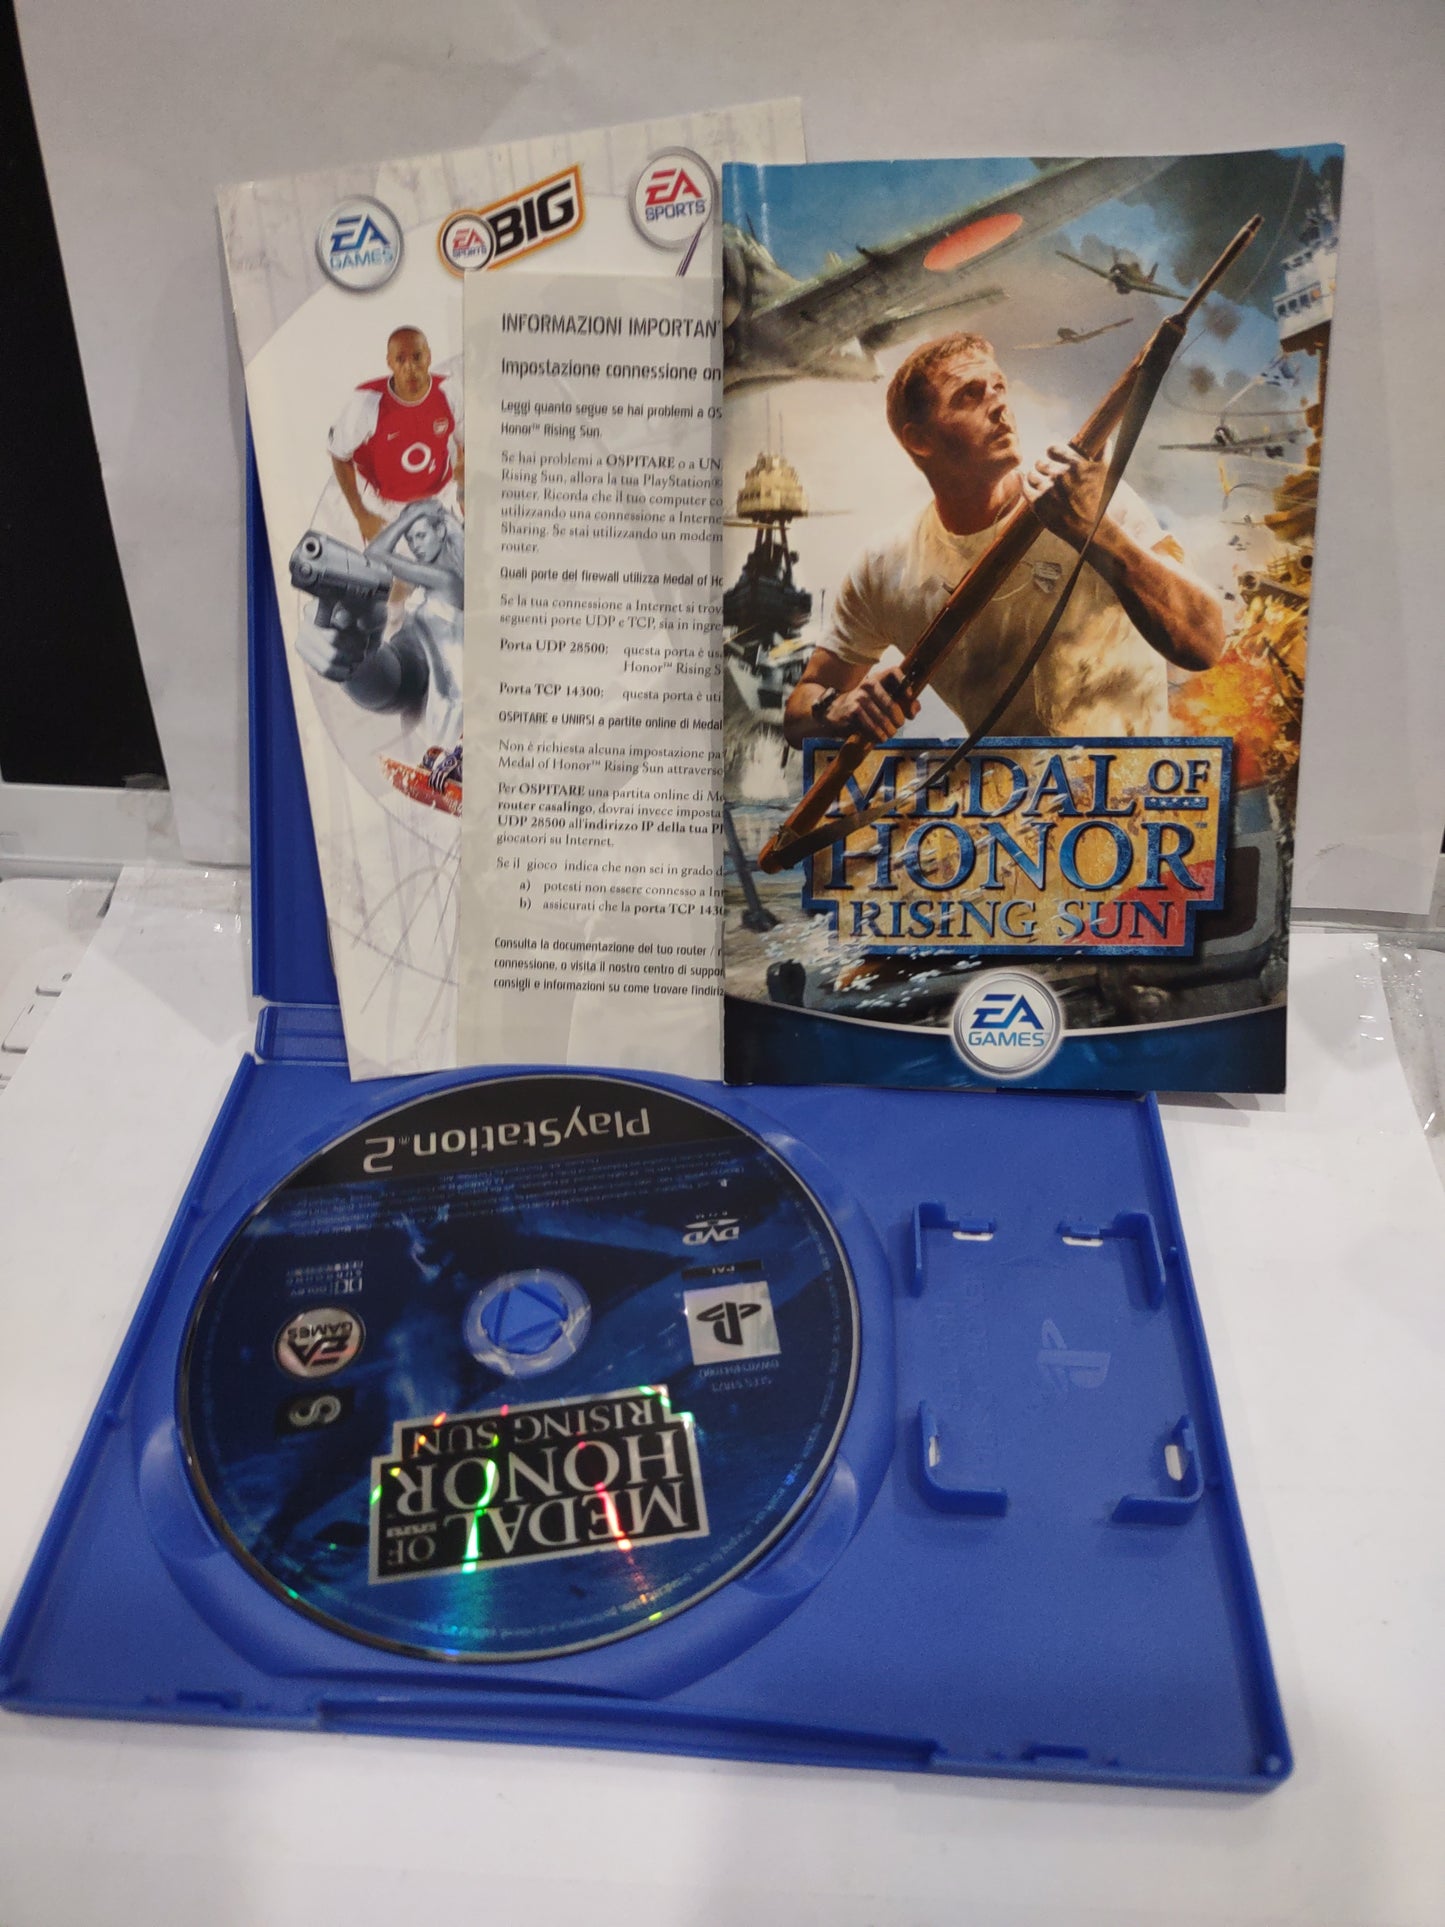 EA GAMES
EA SPORTS BIG
EA SPORTS
INFORMAZIONI IMPORTAN
Impostazione connessione on
Leggi quanto segue se hai problemi a OS
Honor™ Rising Sun.
Se hai problemi a OSPITARE o a UN
Rising Sun, allora la tua PlayStation®
router. Ricorda che il tuo computer co
utilizzando una connessione a Interne
Sharing. Se stai utilizzando un modem
router.
Quali porte del firewall utilizza Medal of Ho
Se la tua connessione a Internet si trov
seguenti porte UDP e TCP, sia in ingre
Porta UDP 28500: questa porta è us
Honor™ Rising S
Porta TCP 14300: questa porta è uti
OSPITARE e UNIRSI a partite online di Medal
Non è richiesta alcuna impostazione pa
Medal of Honor™ Rising Sun attraverso
Per OSPITARE una partita online di Me
router casalingo, dovrai invece imposta
UDP 28500 all'indirizzo IP della tua Pl
giocatori su Internet.
Se il gioco indica che non sei in grado d
a) potesti non essere connesso a In
b) assicurati che la porta TCP 1430
Consulta la documentazione del tuo router /
connessione, o visita il nostro centro di suppor
consigli e informazioni su come trovare l'indiriz
O2
MEDAL OF
HONOR™
RISING SUN
EA GAMES
PlayStation®2
DVD
PAL
DOLBY
SURROUND
EA GAMES
MEDAL OF
HONOR
RISING SUN